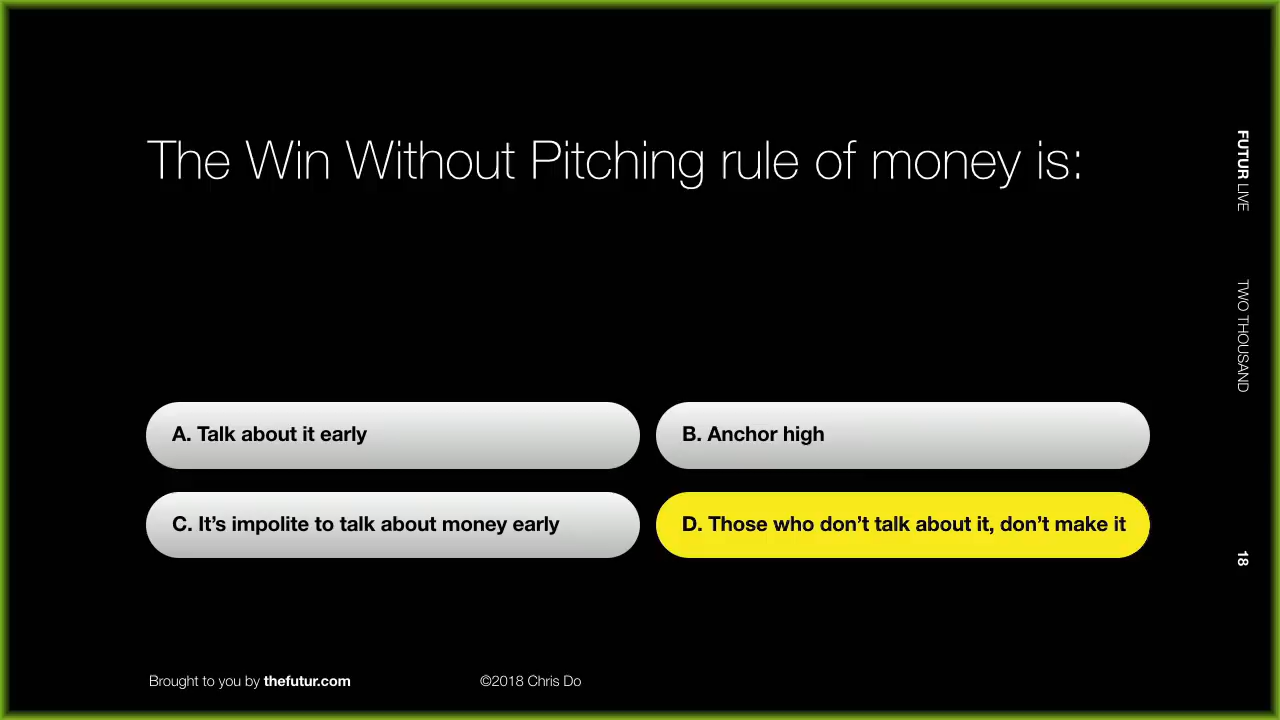 The Win Without Pitching rule of money is:
A. Talk about it early
B. Anchor high
C. It’s impolite to talk about money early
D. Those who don’t talk about it, don’t make it
FUTUR LIVE
TWO THOUSAND
18
Brought to you by thefutur.com
©2018 Chris Do